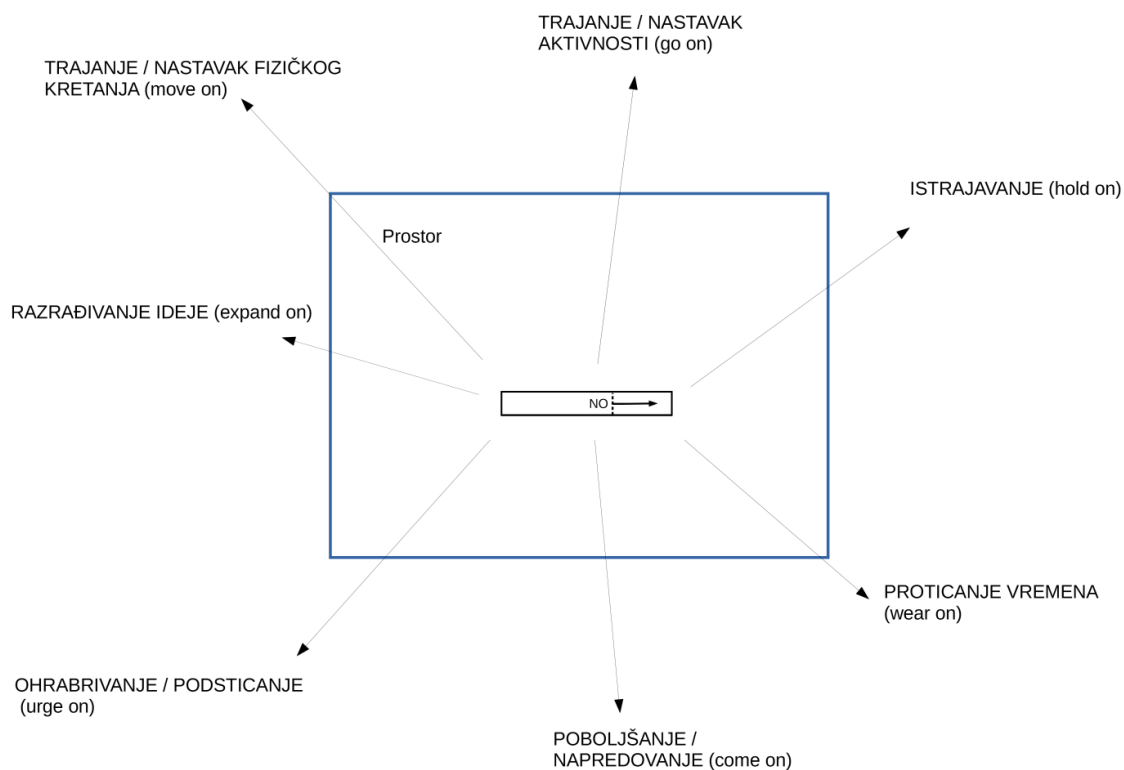 TRAJANJE / NASTAVAK
AKTIVNOSTI (go on)
TRAJANJE / NASTAVAK FIZIČKOG
KRETANJA (move on)
ISTRAJAVANJE (hold on)
Prostor
RAZRAĐIVANJE IDEJE (expand on)
NO
PROTICANJE VREMENA
(wear on)
OHRABRIVANJE / PODSTICANJE
(urge on)
POBOLJŠANJE /
NAPREDOVANJE (come on)